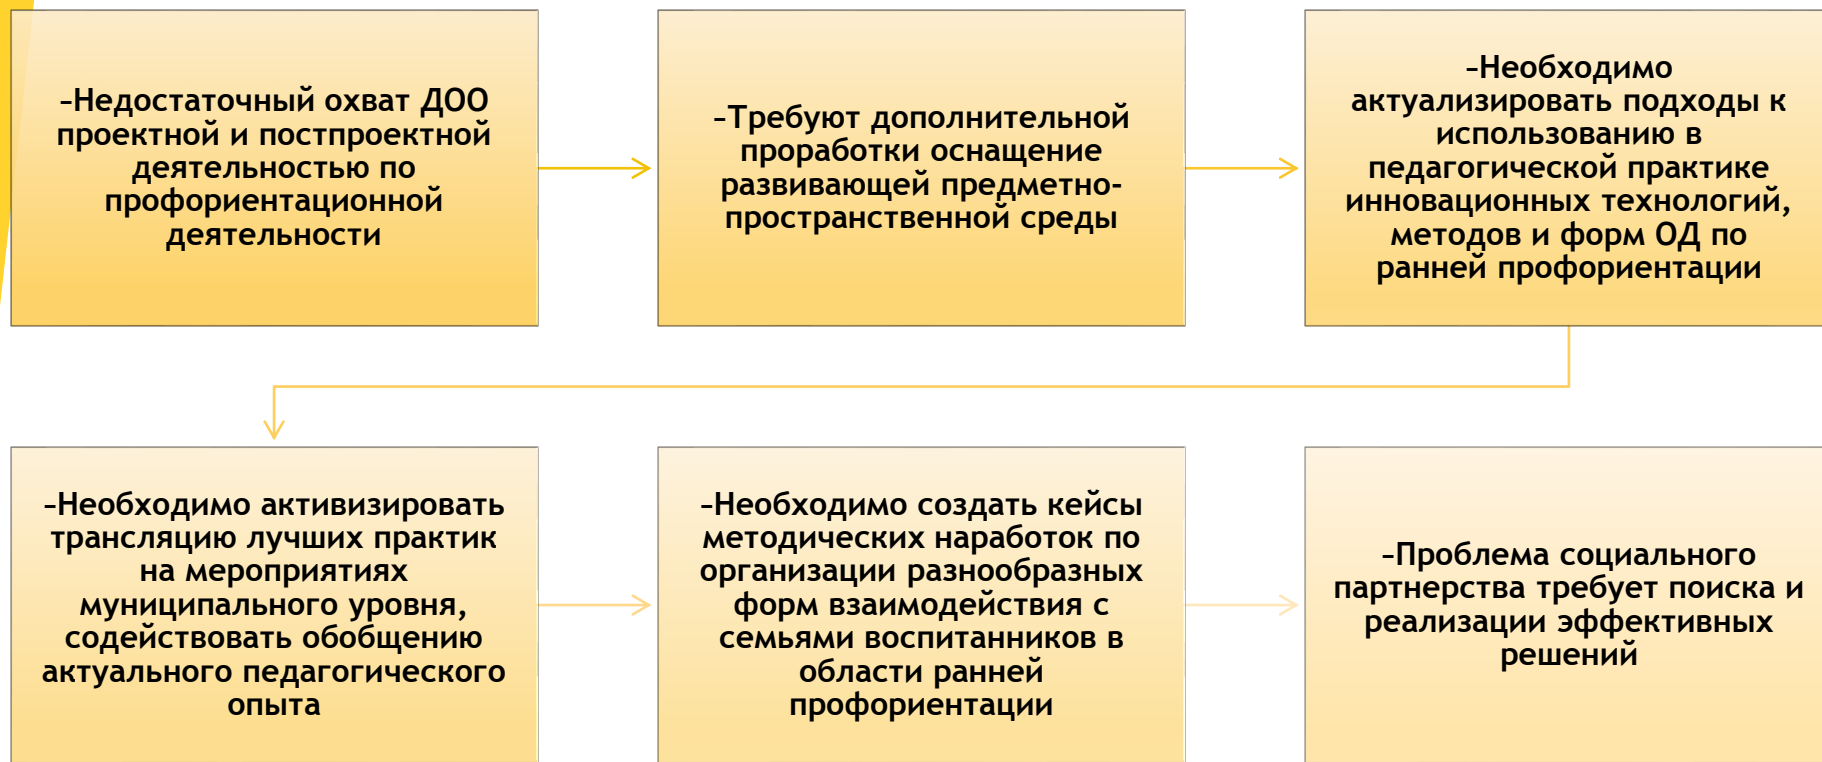 –Недостаточный охват ДОО
проектной и постпроектной
деятельностью по
профориентационной
деятельности
–Требуют дополнительной
проработки оснащение
развивающей предметно-
пространственной среды
–Необходимо
актуализировать подходы к
использованию в
педагогической практике
инновационных технологий,
методов и форм ОД по
ранней профориентации
–Необходимо активизировать
трансляцию лучших практик
на мероприятиях
муниципального уровня,
содействовать обобщению
актуального педагогического
опыта
–Необходимо создать кейсы
методических наработок по
организации разнообразных
форм взаимодействия с
семьями воспитанников в
области ранней
профориентации
–Проблема социального
партнерства требует поиска и
реализации эффективных
решений